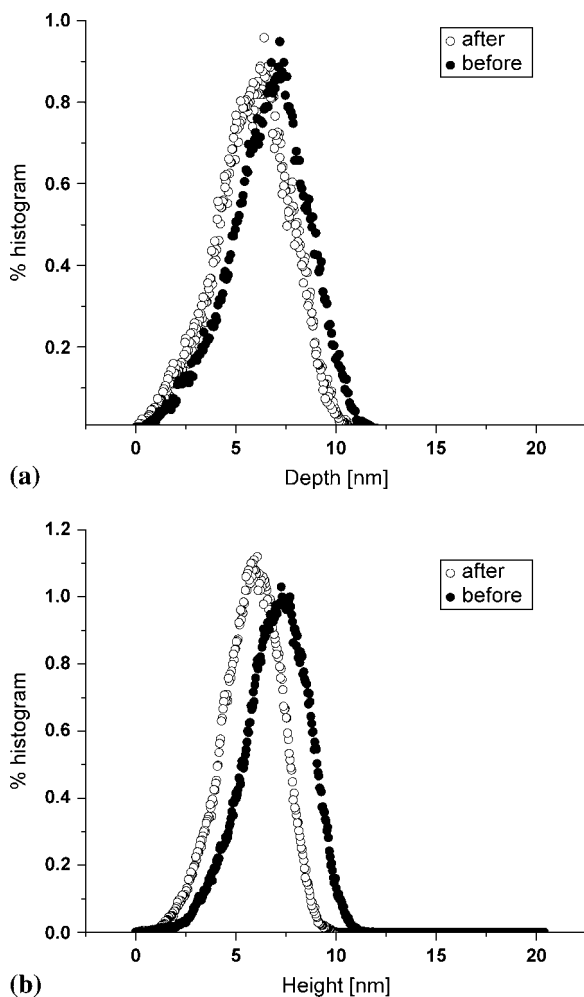 1.0
after
before
0.8
0.6
0.4
0.2
% histogram
0 5 10 15 20
(a)
Depth [nm]
1.2
after
before
1.0
0.8
0.6
0.4
0.2
0.0
% histogram
0 5 10 15 20
(b)
Height [nm]